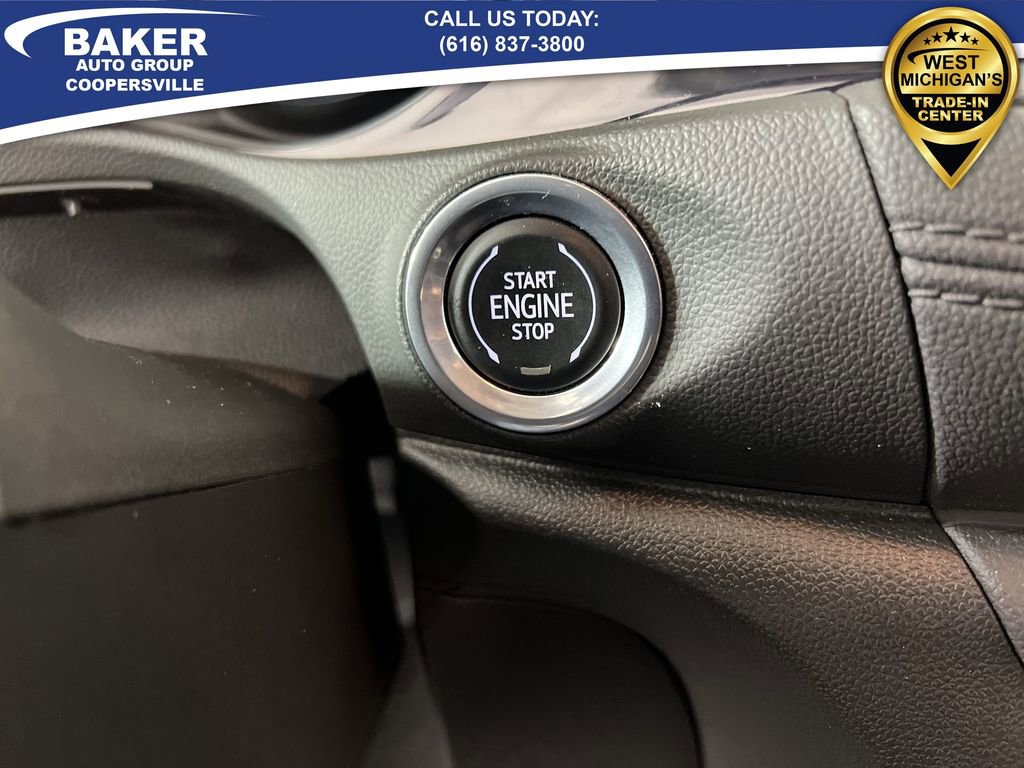 BAKER
AUTO GROUP
COOPERSVILLE
CALL US TODAY:
(616) 837-3800
WEST
MICHIGAN'S
TRADE-IN
CENTER
START
ENGINE
STOP